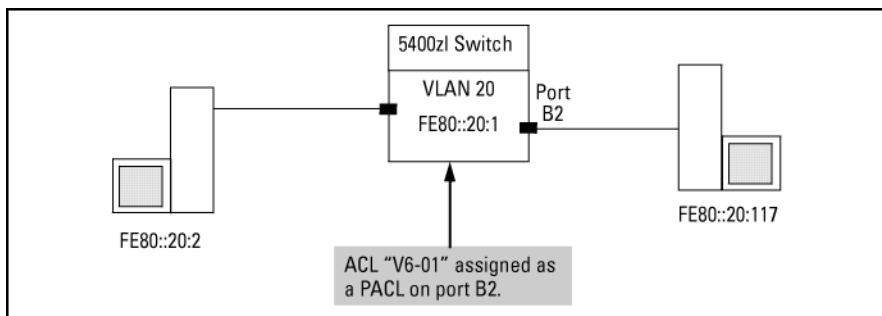 5400zl Switch
VLAN 20
FE80::20:1
Port
B2
FE80::20:2
FE80::20:117
ACL “V6-01” assigned as
a PACL on port B2.